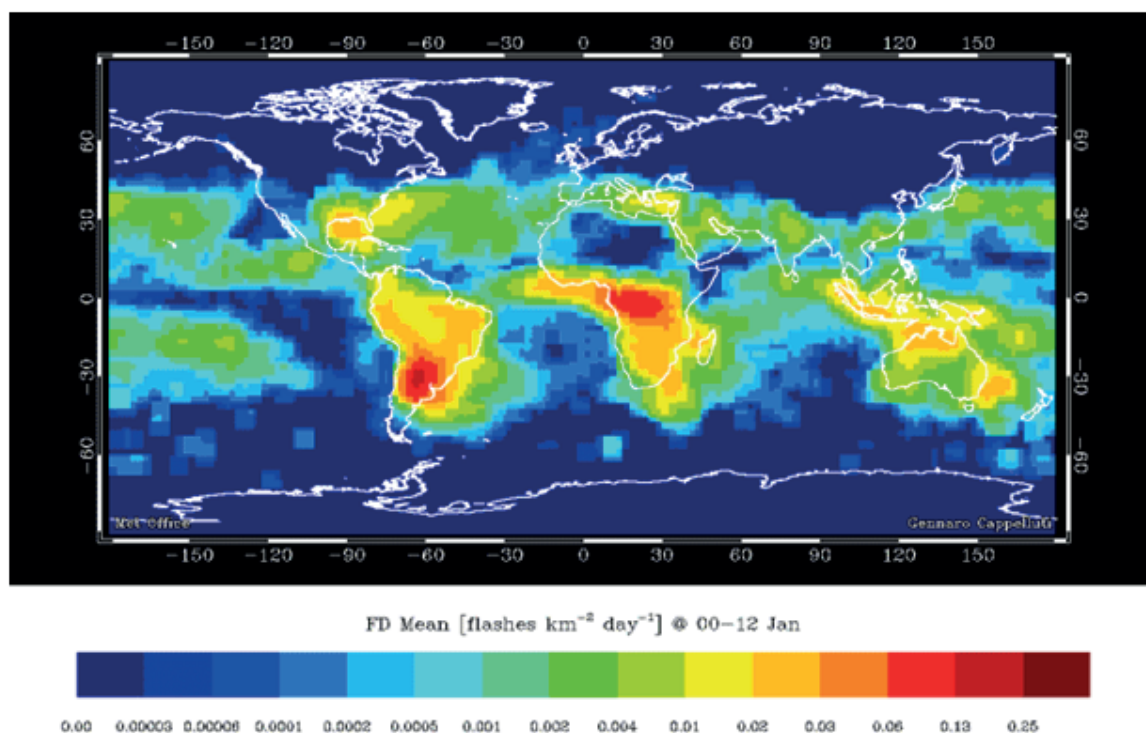 -150 -120 -90 -60 -30 0 30 60 90 120 150
60 60
30 30
0 0
-30 -30
-60 -60
Met Office Gennaro Cappelluti
-150 -120 -90 -60 -30 0 30 60 90 120 150
FD Mean [flashes km⁻² day⁻¹] @ 00-12 Jan
0.00 0.00003 0.00006 0.0001 0.0002 0.0005 0.001 0.002 0.004 0.01 0.02 0.03 0.06 0.13 0.25